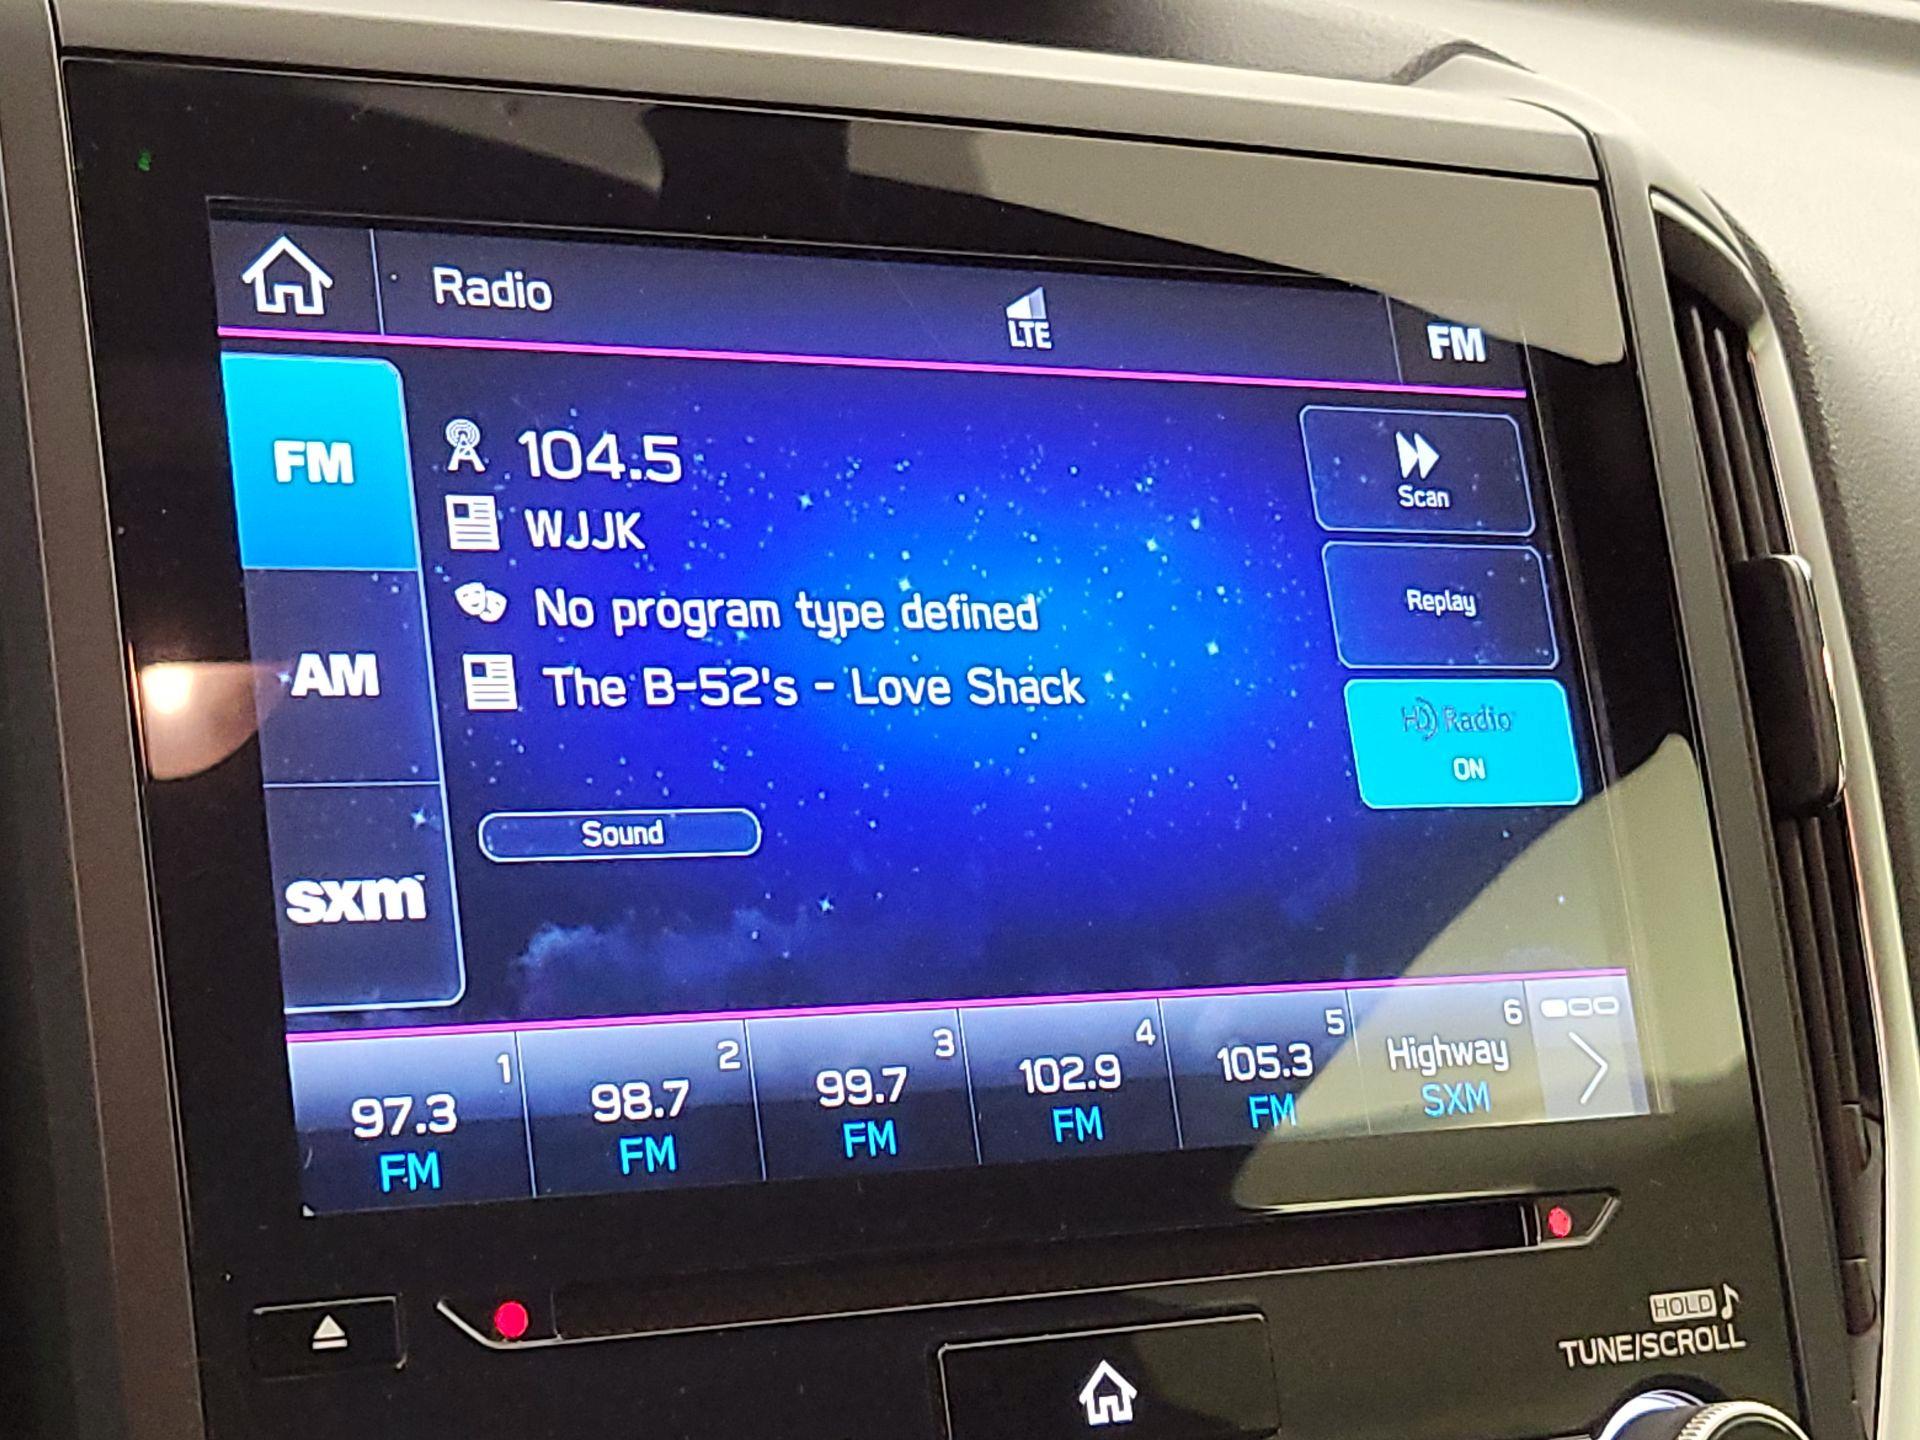 Radio
LTE
FM
FM
104.5
Scan
WJJK
Replay
No program type defined
AM
The B-52's - Love Shack
HD Radio
ON
Sound
sxm
1
97.3
FM
2
98.7
FM
3
99.7
FM
4
102.9
FM
5
105.3
FM
6
Highway
SXM
HOLD
TUNE/SCROLL